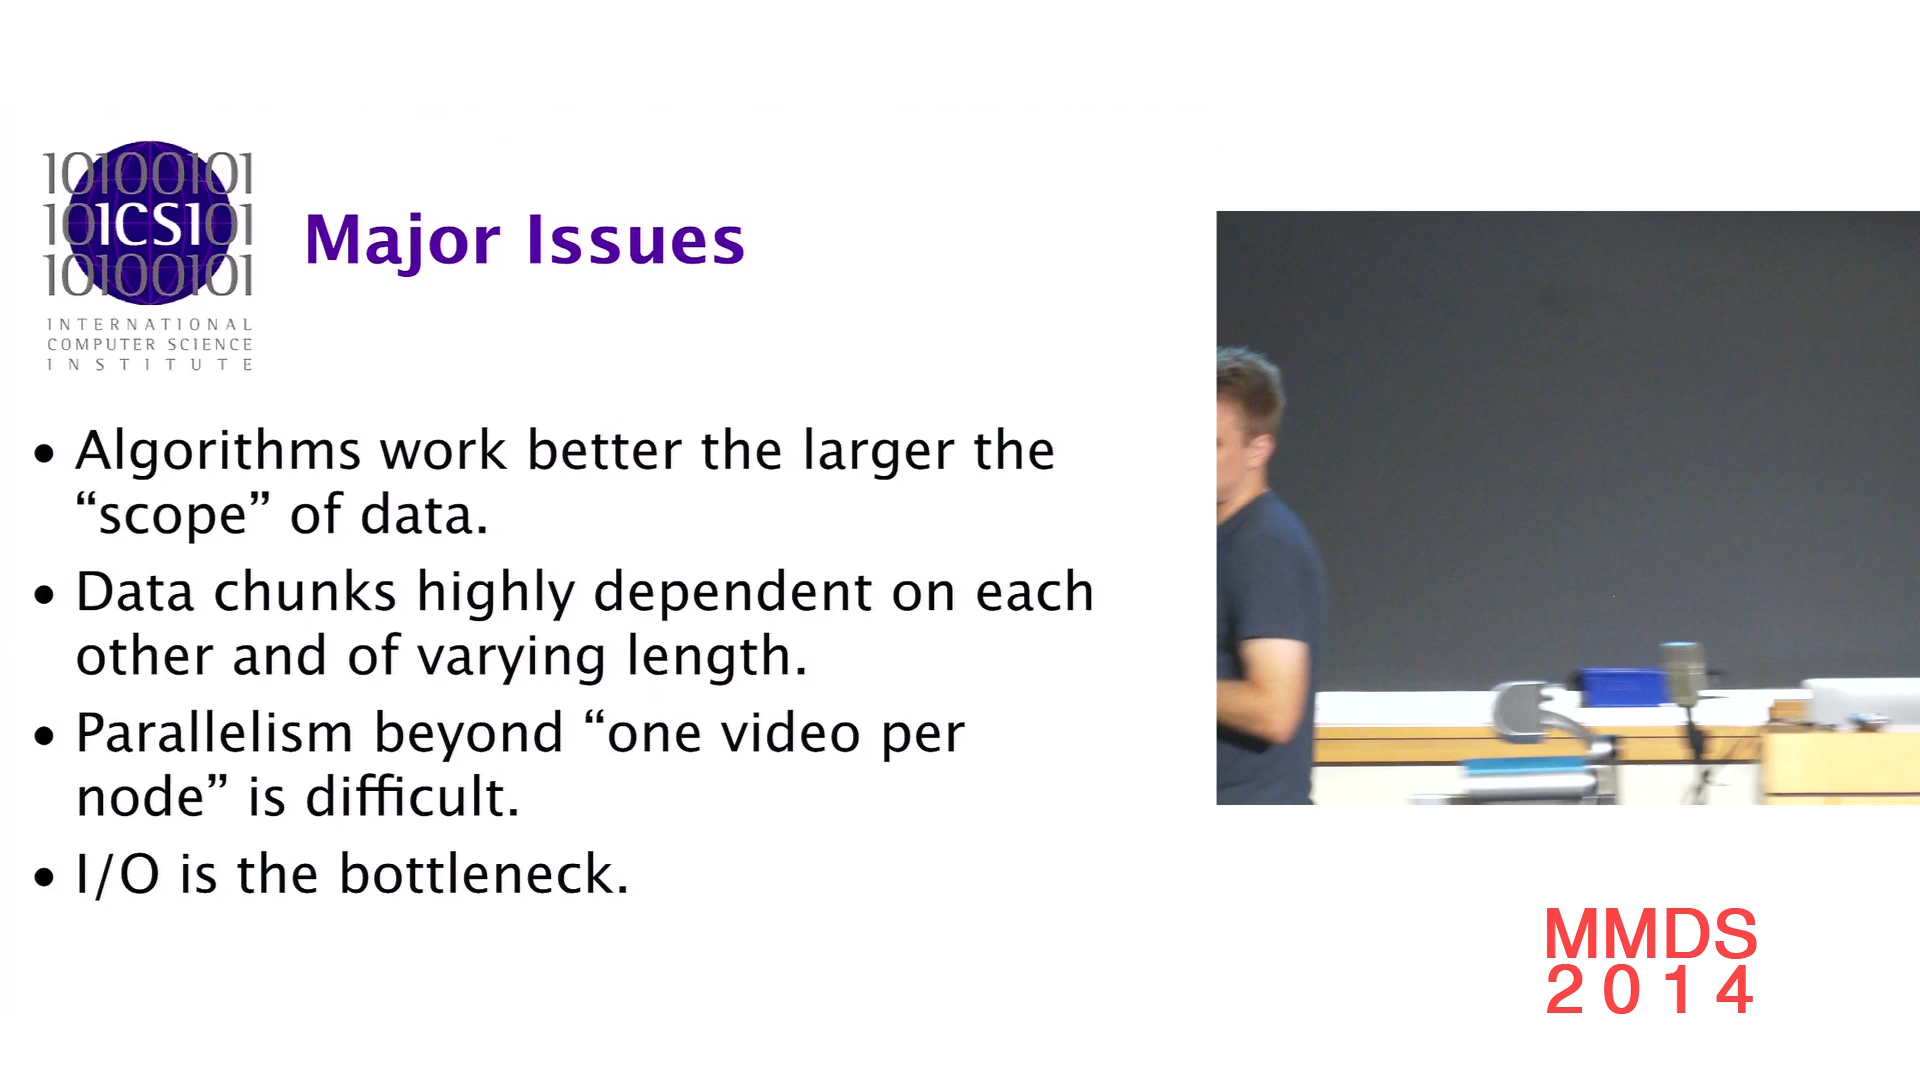 10100101
101ICSI01
10100101
INTERNATIONAL
COMPUTER SCIENCE
INSTITUTE
Major Issues
• Algorithms work better the larger the
“scope” of data.
• Data chunks highly dependent on each
other and of varying length.
• Parallelism beyond “one video per
node” is difficult.
• I/O is the bottleneck.
MMDS
2014